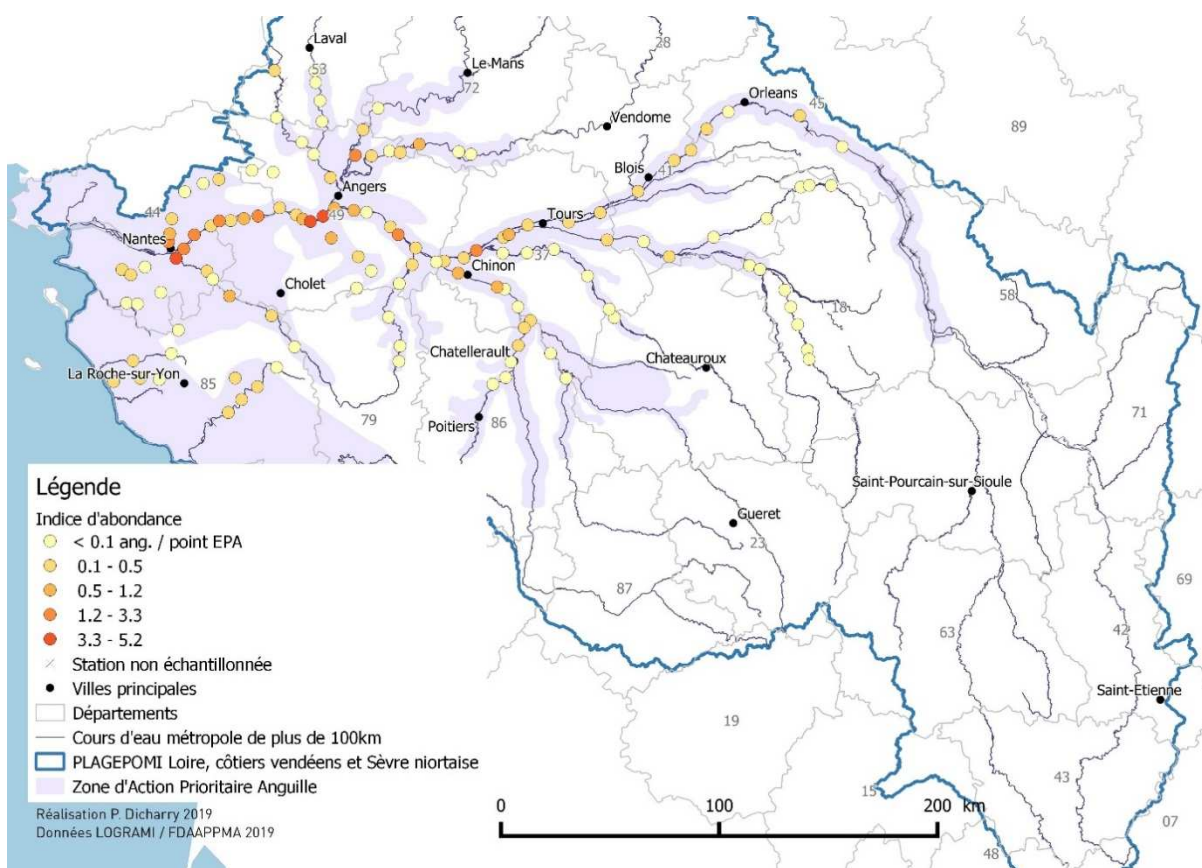 Laval
53
Le-Mans
72
28
Vendome
Orleans
45
89
Blois
41
Angers
49
44
Nantes
Tours
37
Chinon
Cholet
18
58
Chatellerault
Chateauroux
La Roche-sur-Yon
85
79
Poitiers
86
71
Saint-Pourcain-sur-Sioule
Gueret
23
87
69
63
42
Saint-Etienne
19
43
15
07
48
Légende
Indice d'abondance
< 0.1 ang. / point EPA
0.1 - 0.5
0.5 - 1.2
1.2 - 3.3
3.3 - 5.2
Station non échantillonnée
Villes principales
Départements
Cours d'eau métropole de plus de 100km
PLAGEPOMI Loire, côtiers vendéens et Sèvre niortaise
Zone d'Action Prioritaire Anguille
Réalisation P. Dicharry 2019
Données LOGRAMI / FDAAPPMA 2019
0 100 200 km